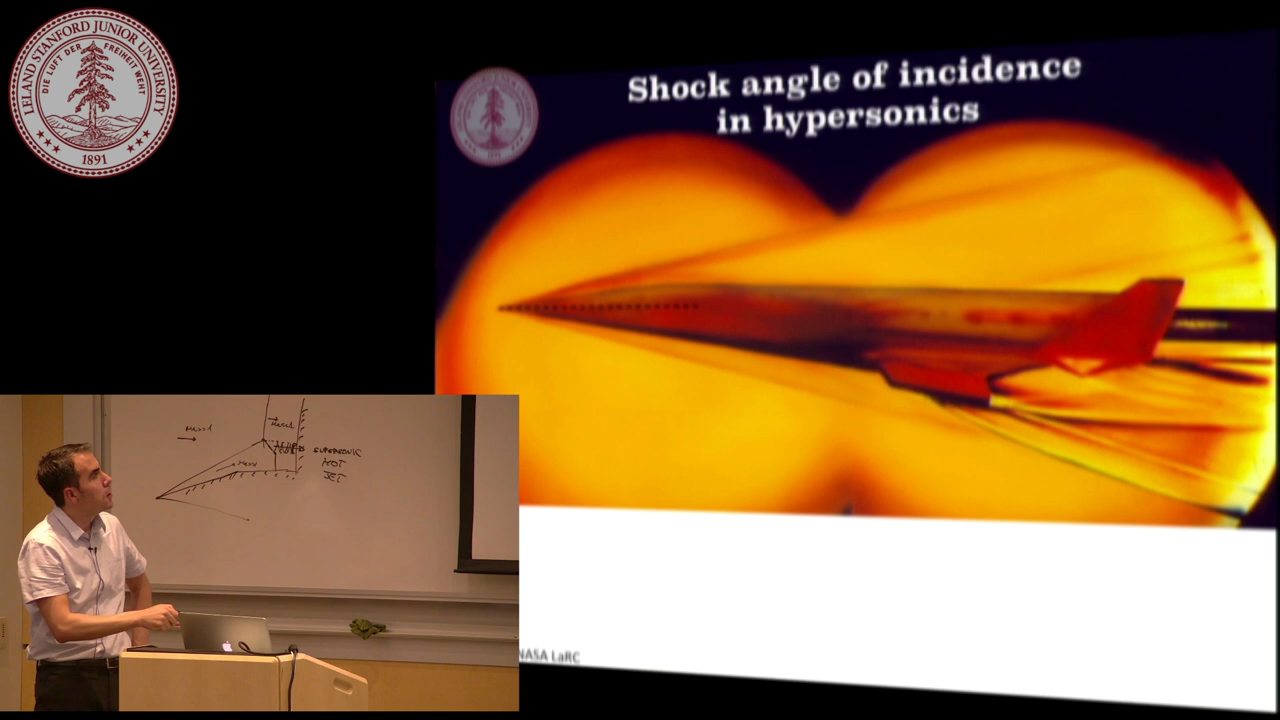 LELAND STANFORD JUNIOR UNIVERSITY
DIE LUFT DER FREIHEIT WEHT
1891
Shock angle of incidence
in hypersonics
SUPERSONIC
HOT
JET
NASA LaRC